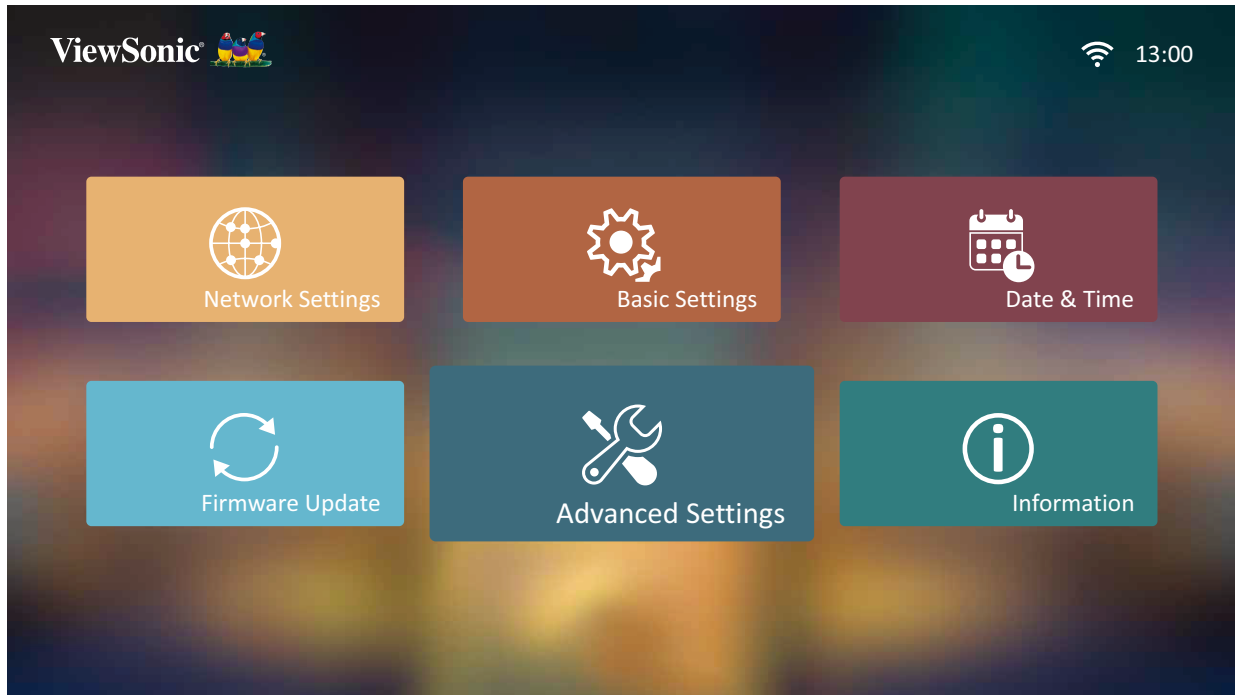 ViewSonic®
13:00
Network Settings
Basic Settings
Date & Time
Firmware Update
Advanced Settings
Information